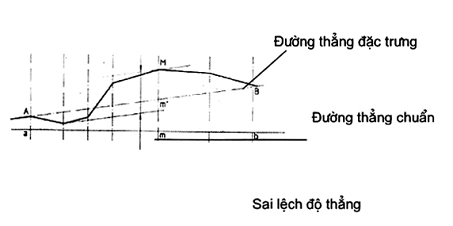 Đường thẳng đặc trưng
M
A
m'
B
Đường thẳng chuẩn
a
m
b
Sai lệch độ thẳng